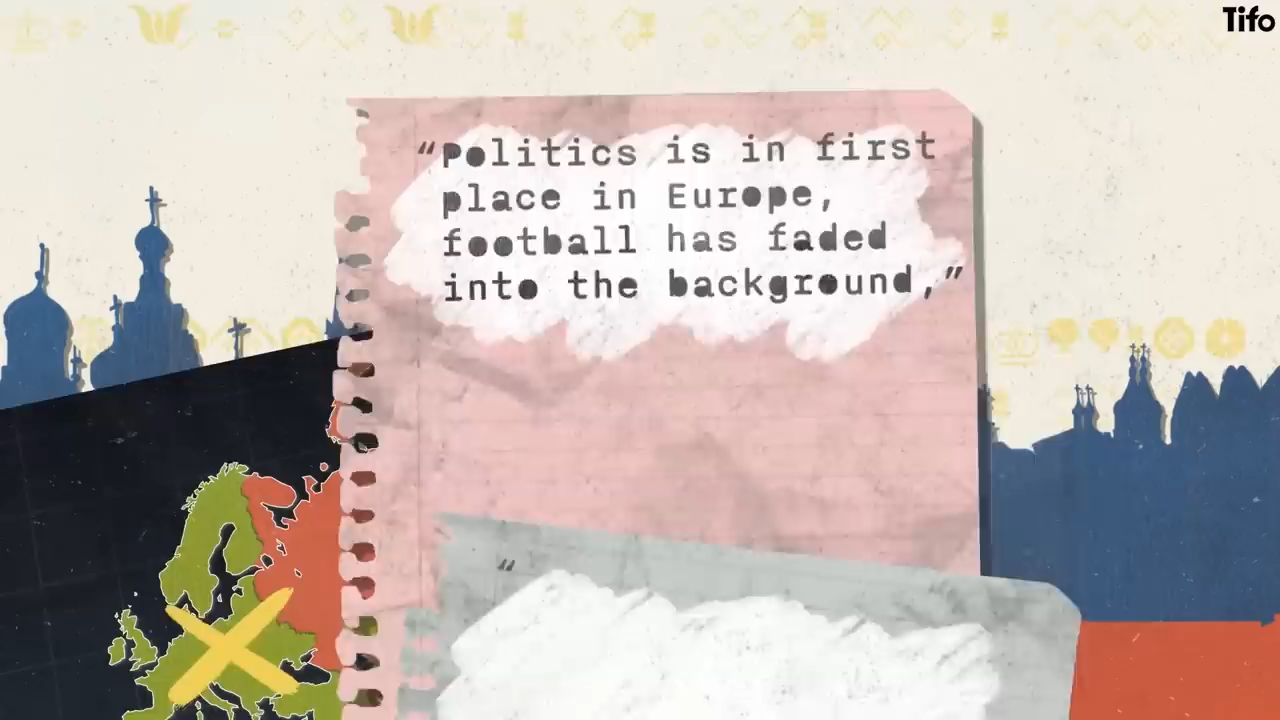 Tifo
“Politics is in first
place in Europe,
football has faded
into the background,”
“